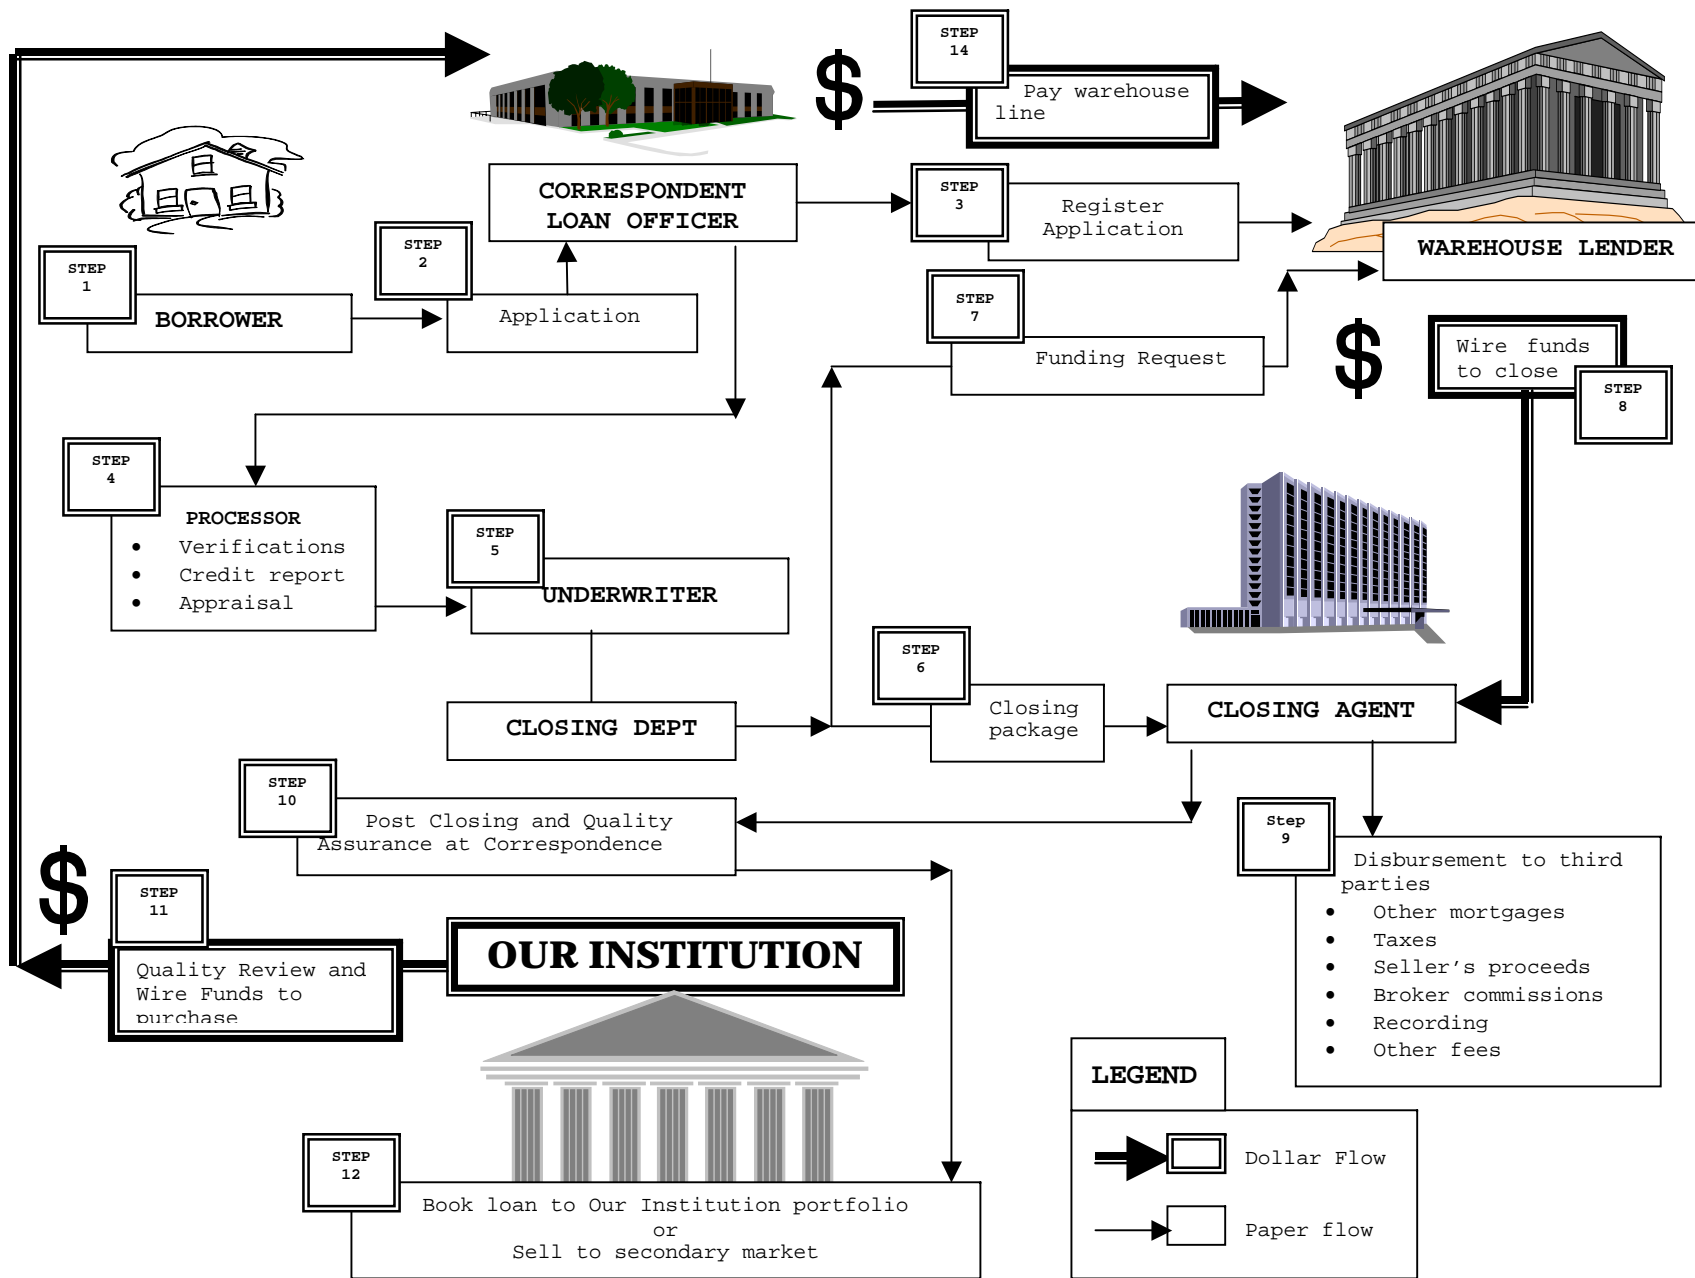 STEP
14
$
Pay warehouse
line
CORRESPONDENT
LOAN OFFICER
STEP
3
Register
Application
WAREHOUSE LENDER
STEP
1
BORROWER
STEP
2
Application
STEP
7
Funding Request
$
Wire funds
to close
STEP
8
STEP
4
PROCESSOR
• Verifications
• Credit report
• Appraisal
STEP
5
UNDERWRITER
STEP
6
Closing
package
CLOSING AGENT
CLOSING DEPT
STEP
10
Post Closing and Quality
Assurance at Correspondence
Step
9
Disbursement to third
parties
• Other mortgages
• Taxes
• Seller’s proceeds
• Broker commissions
• Recording
• Other fees
$
STEP
11
Quality Review and
Wire Funds to
purchase
OUR INSTITUTION
STEP
12
Book loan to Our Institution portfolio
or
Sell to secondary market
LEGEND
Dollar Flow
Paper flow